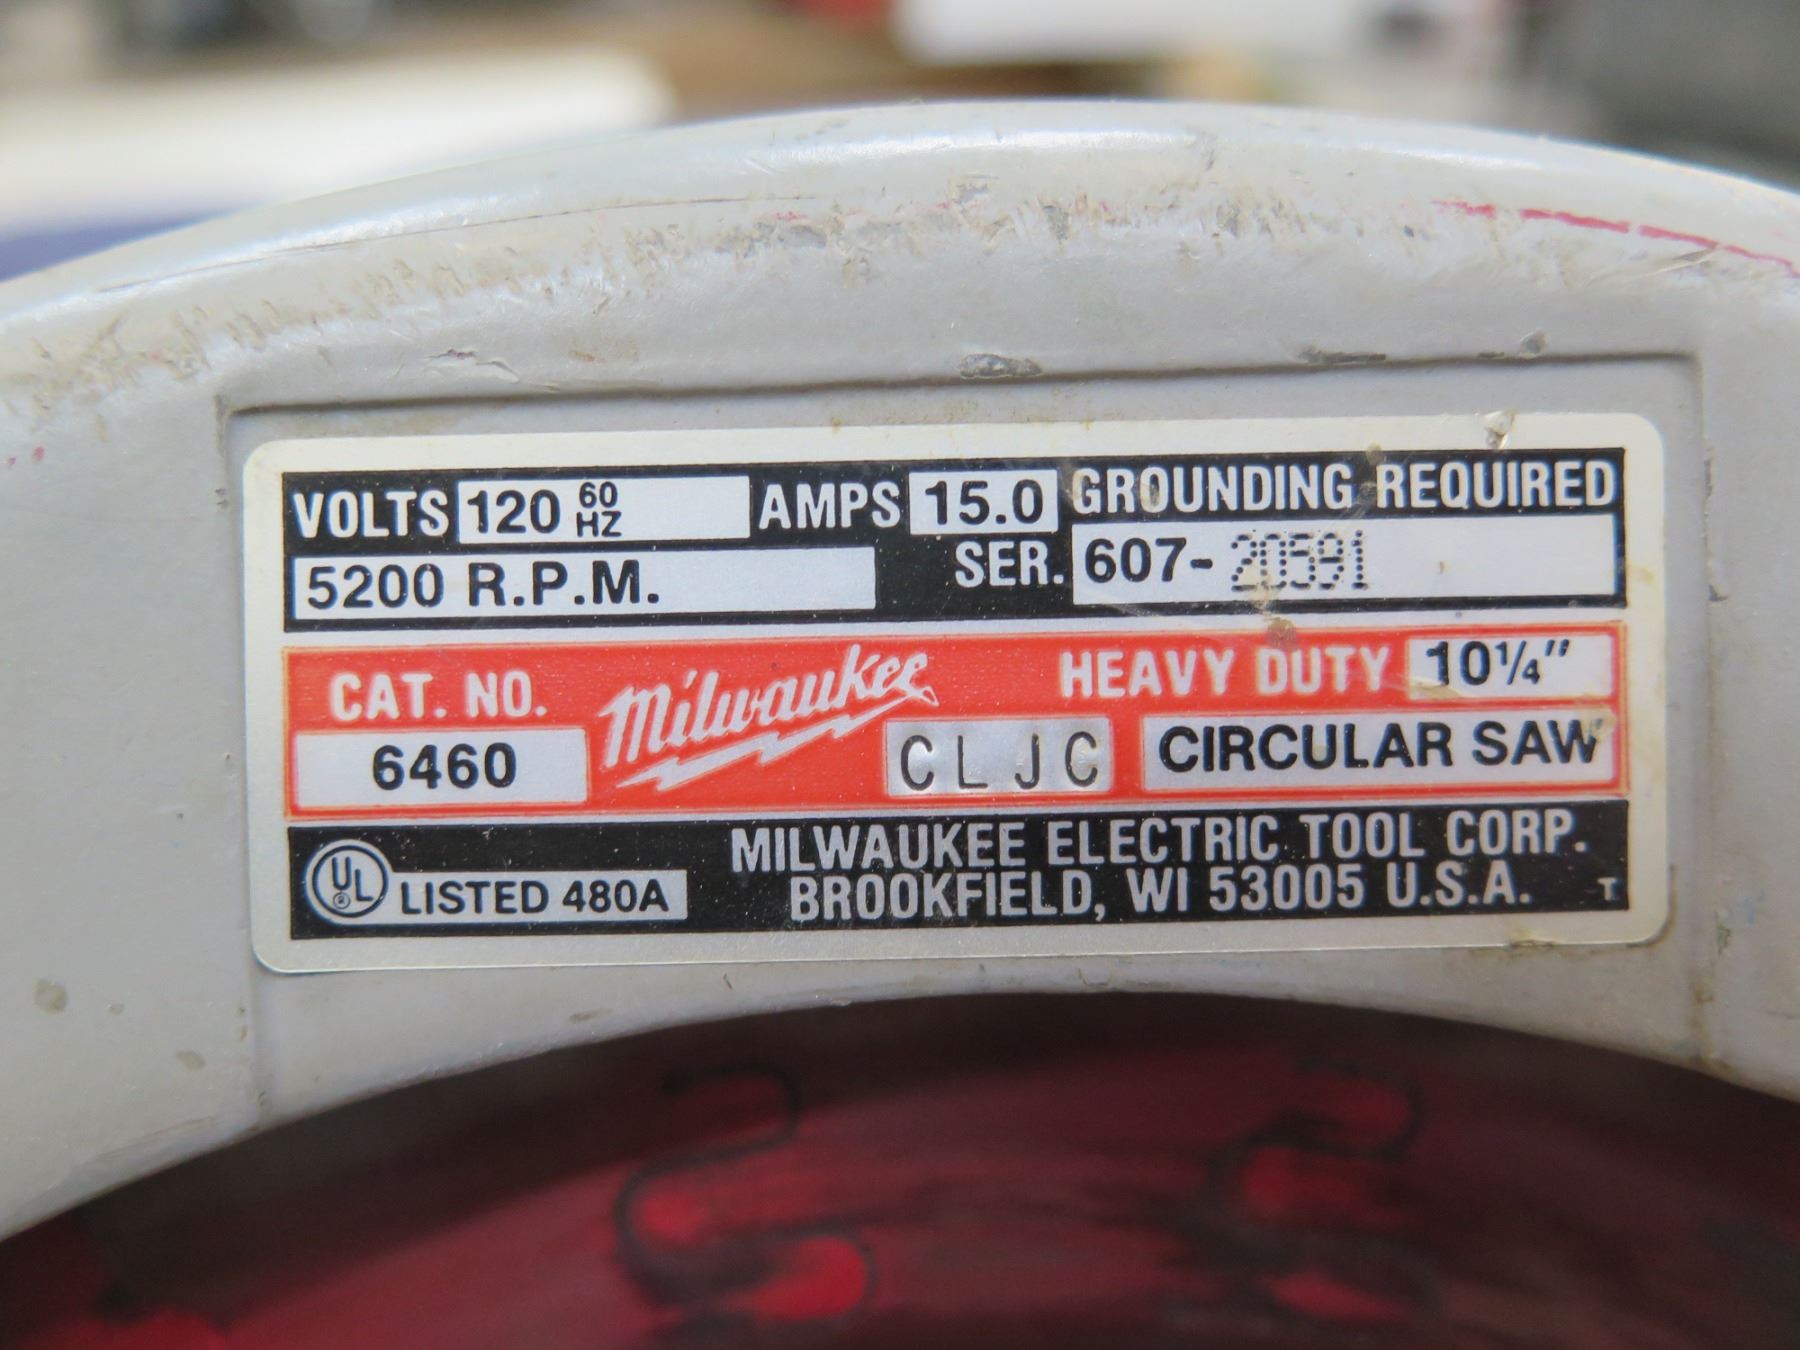 VOLTS 120 60 HZ AMPS 15.0 GROUNDING REQUIRED
5200 R.P.M. SER. 607-20591
CAT. NO. Milwaukee HEAVY DUTY 10¼"
6460 CLJC CIRCULAR SAW
UL ® LISTED 480A
MILWAUKEE ELECTRIC TOOL CORP.
BROOKFIELD, WI 53005 U.S.A. T